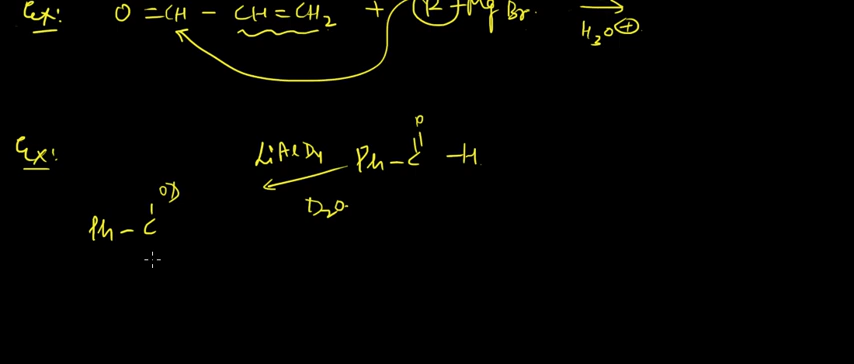 Ex: O=CH-CH=CH2 + R-MgBr.
H3O+
Ex: LiAlD4 Ph-C-H
O
D2O
OD
Ph-C